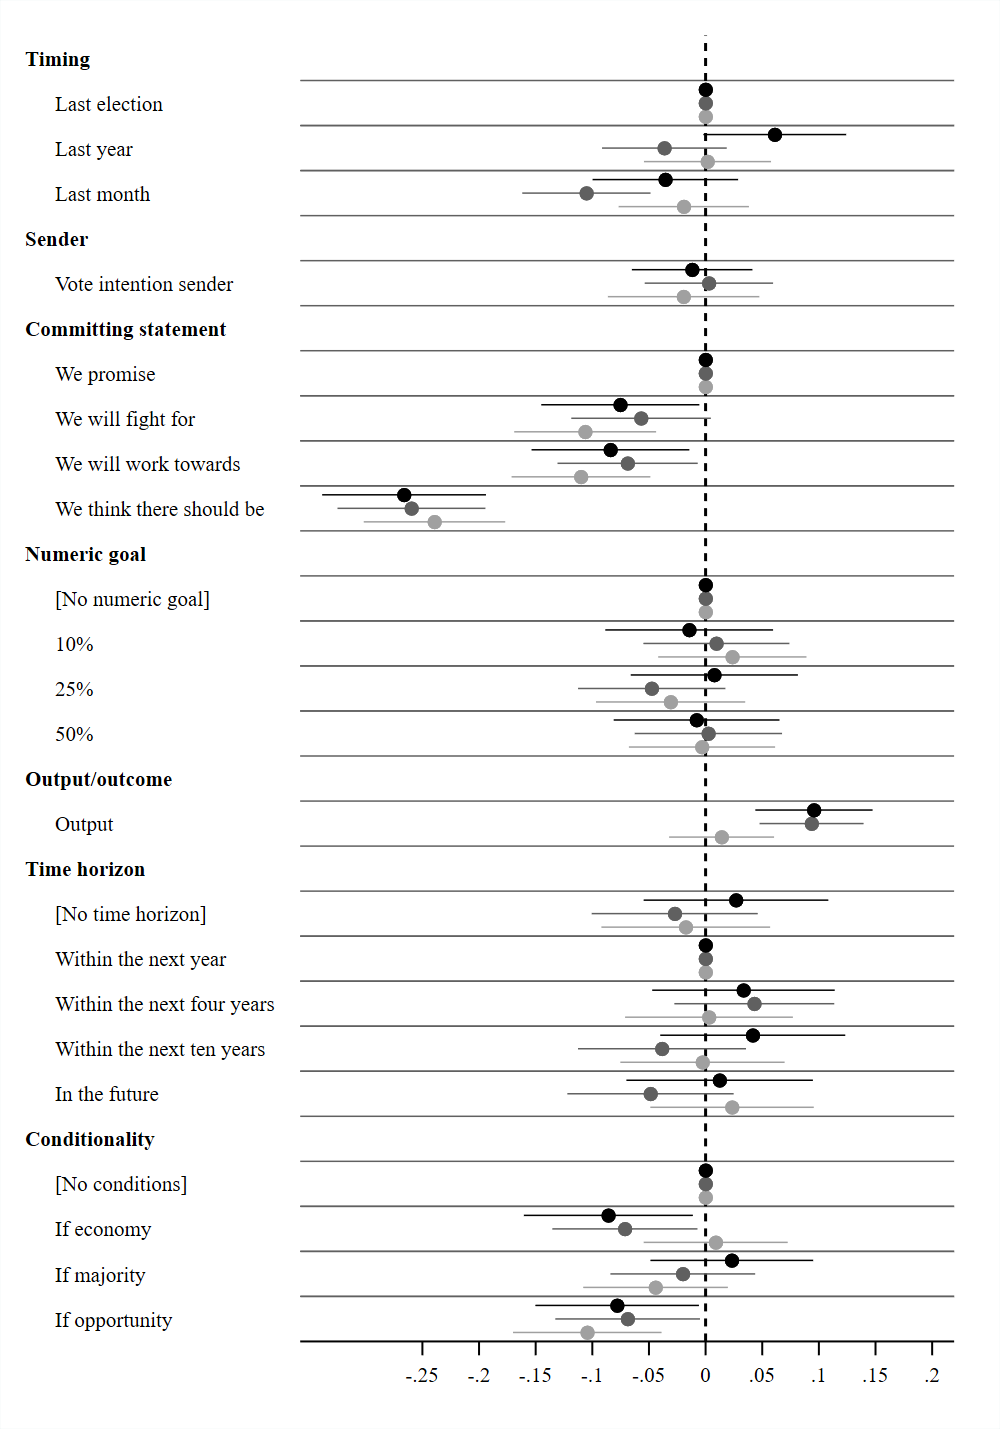 Timing
Last election
Last year
Last month
Sender
Vote intention sender
Committing statement
We promise
We will fight for
We will work towards
We think there should be
Numeric goal
[No numeric goal]
10%
25%
50%
Output/outcome
Output
Time horizon
[No time horizon]
Within the next year
Within the next four years
Within the next ten years
In the future
Conditionality
[No conditions]
If economy
If majority
If opportunity
-.25 -.2 -.15 -.1 -.05 0 .05 .1 .15 .2